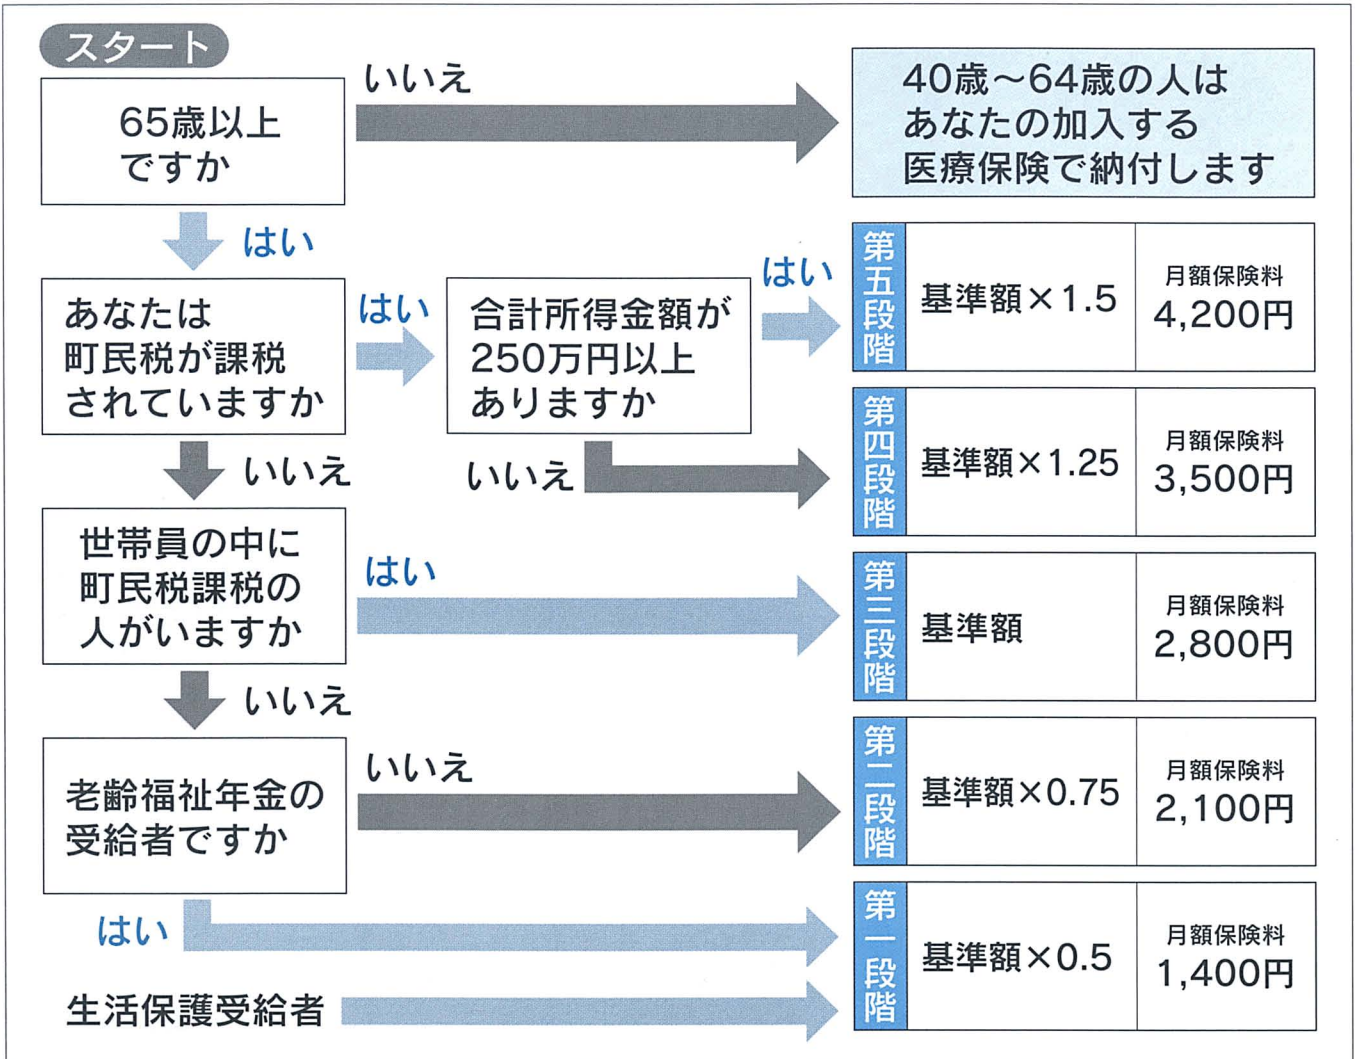 スタート
65歳以上
ですか
いいえ
40歳～64歳の人は
あなたの加入する
医療保険で納付します
はい
あなたは
町民税が課税
されていますか
はい
合計所得金額が
250万円以上
ありますか
はい
第五段階
基準額×1.5
月額保険料
4,200円
いいえ
第四段階
基準額×1.25
月額保険料
3,500円
いいえ
世帯員の中に
町民税課税の
人がいますか
はい
第三段階
基準額
月額保険料
2,800円
いいえ
老齢福祉年金の
受給者ですか
いいえ
第二段階
基準額×0.75
月額保険料
2,100円
はい
生活保護受給者
第一段階
基準額×0.5
月額保険料
1,400円